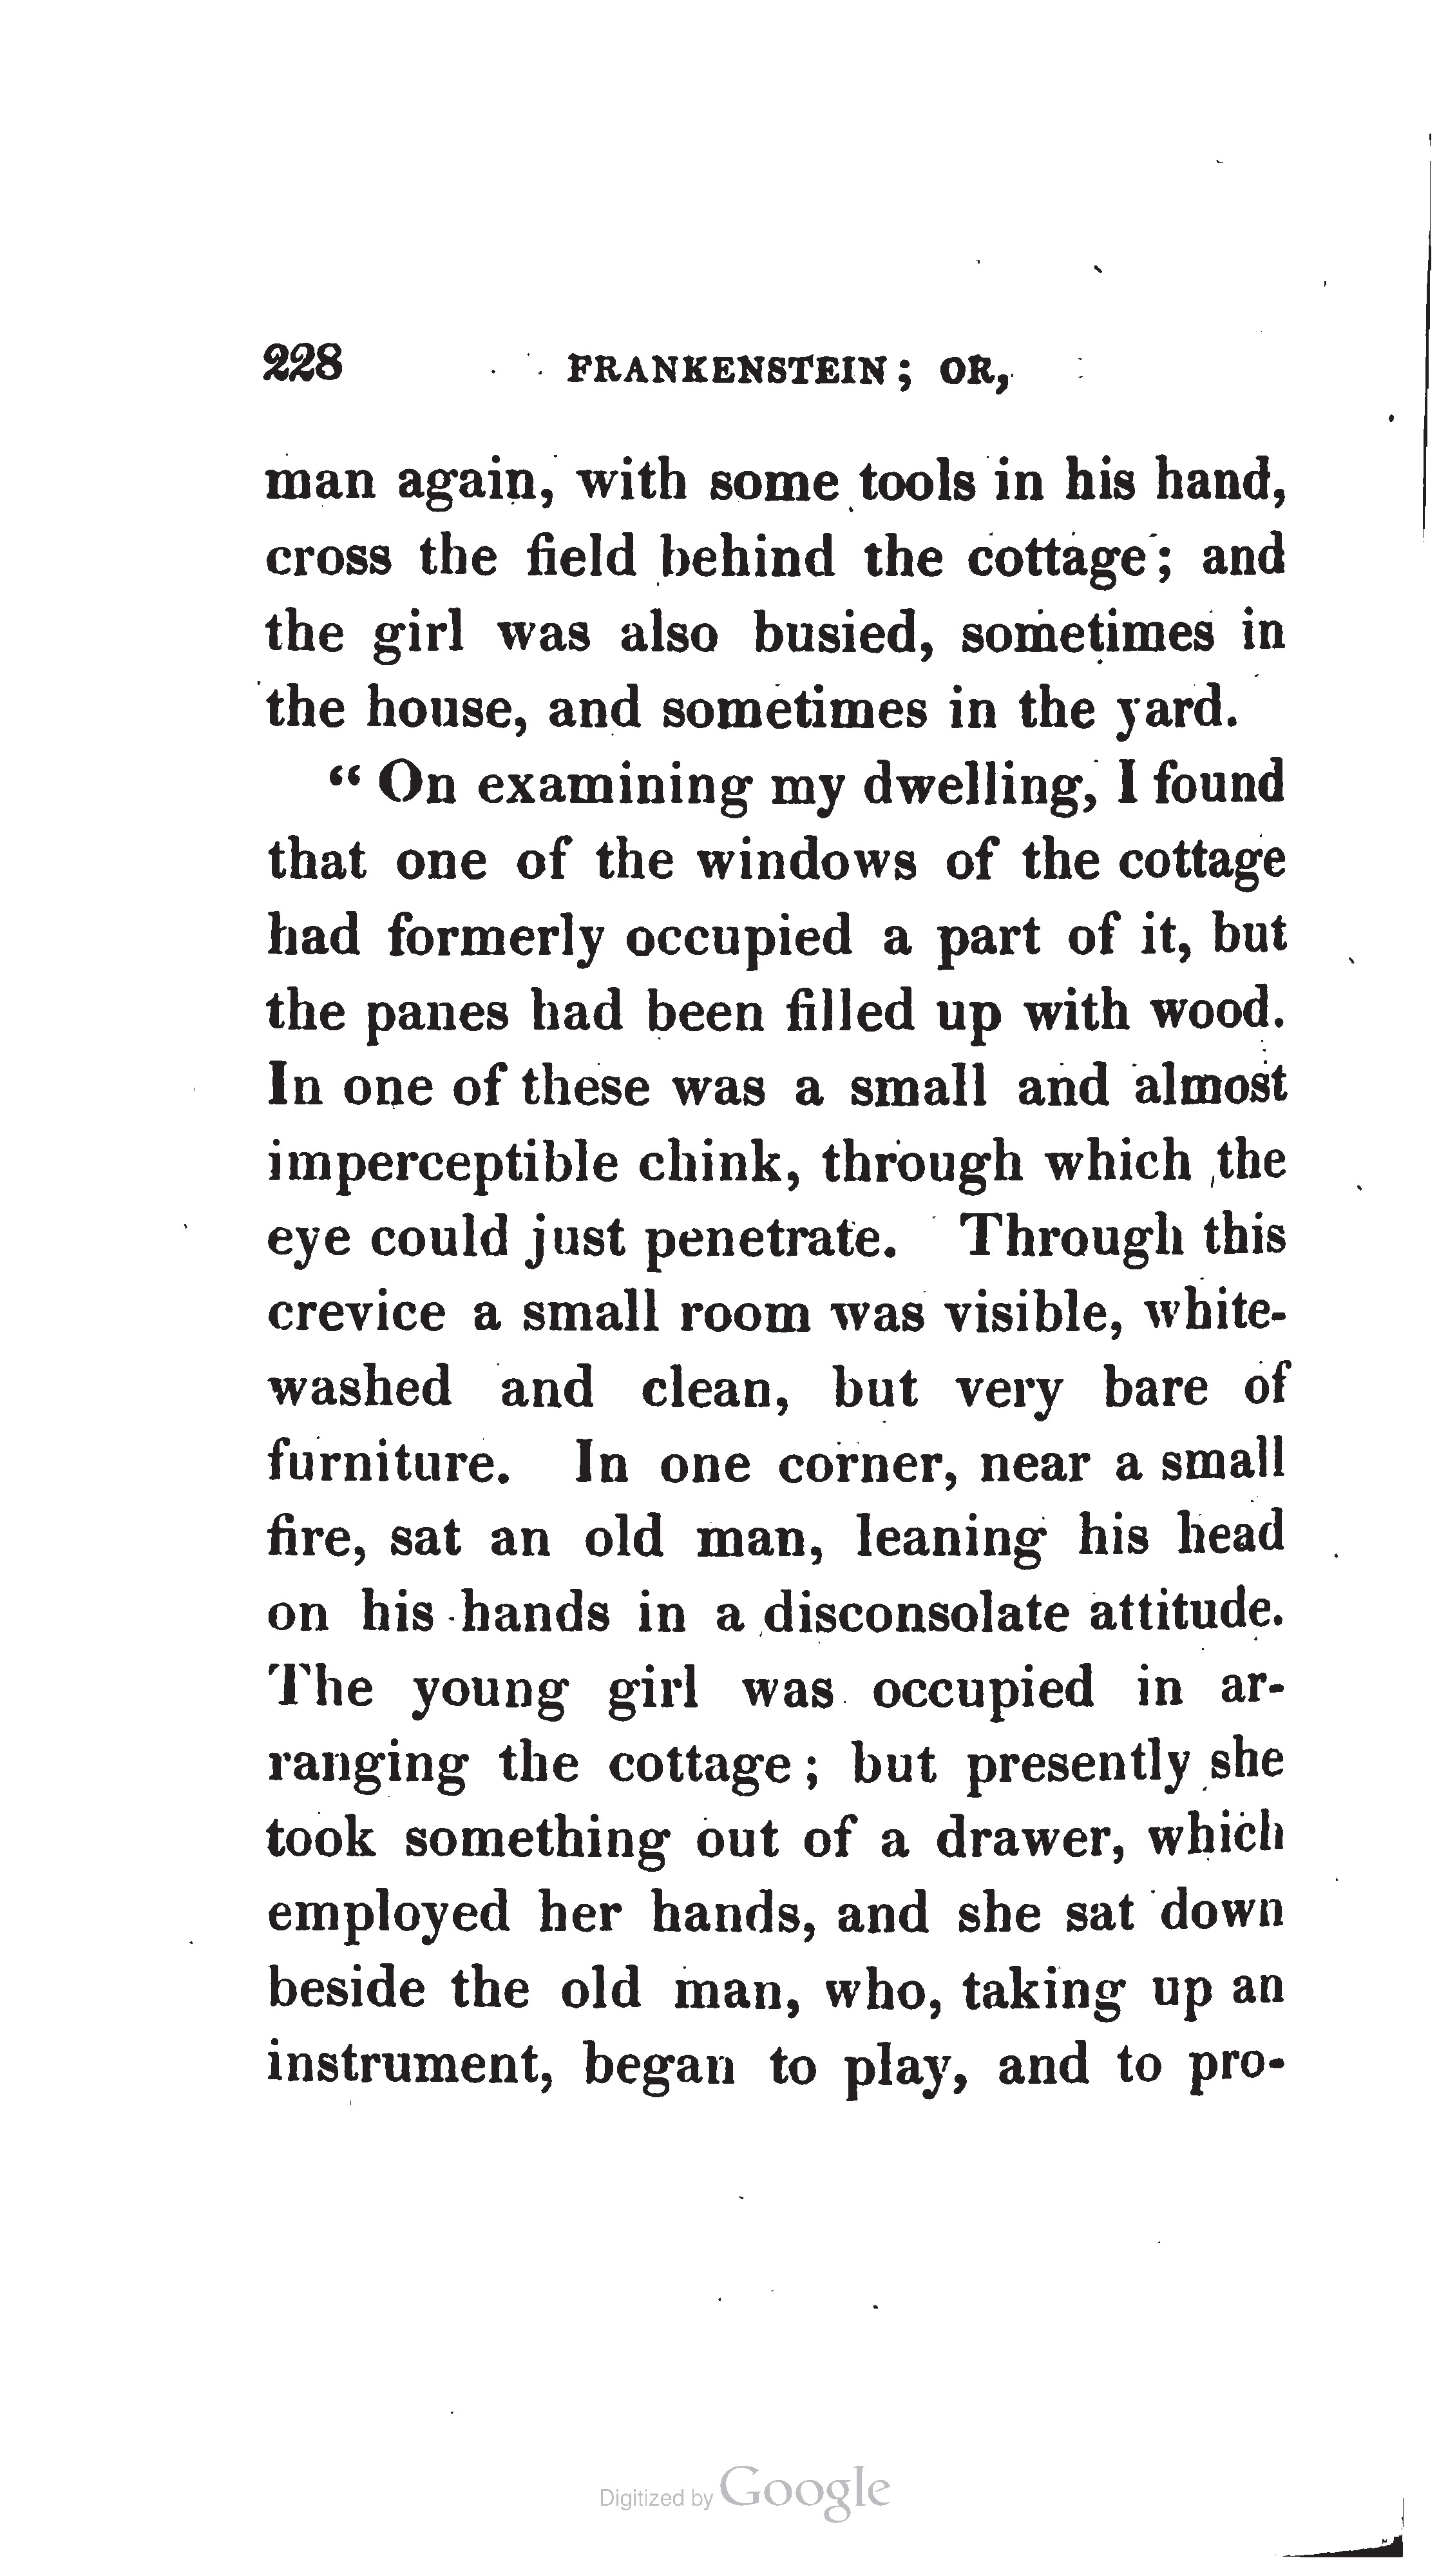 228 FRANKENSTEIN; OR,
man again, with some tools in his hand,
cross the field behind the cottage; and
the girl was also busied, sometimes in
the house, and sometimes in the yard.
“On examining my dwelling, I found
that one of the windows of the cottage
had formerly occupied a part of it, but
the panes had been filled up with wood.
In one of these was a small and almost
imperceptible chink, through which the
eye could just penetrate. Through this
crevice a small room was visible, white-
washed and clean, but very bare of
furniture. In one corner, near a small
fire, sat an old man, leaning his head
on his hands in a disconsolate attitude.
The young girl was occupied in ar-
ranging the cottage; but presently she
took something out of a drawer, which
employed her hands, and she sat down
beside the old man, who, taking up an
instrument, began to play, and to pro-
Digitized by Google